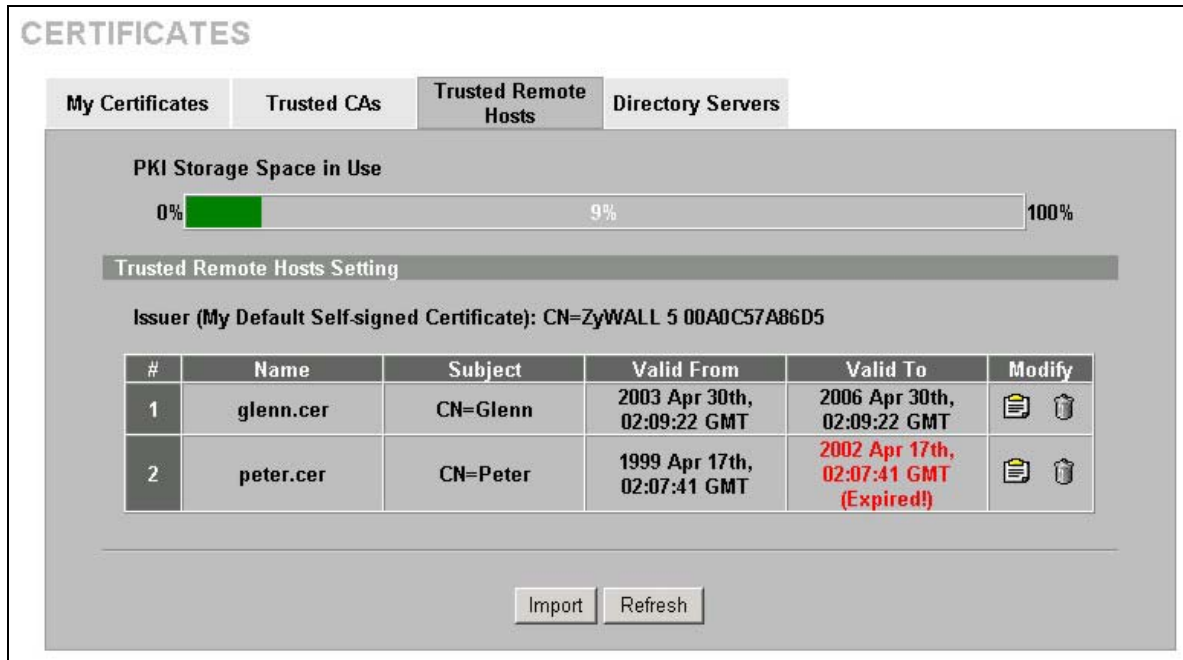 CERTIFICATES
My Certificates
Trusted CAs
Trusted Remote
Hosts
Directory Servers
PKI Storage Space in Use
0%
9%
100%
Trusted Remote Hosts Setting
Issuer (My Default Self-signed Certificate): CN=ZyWALL 5 00A0C57A86D5
# Name Subject Valid From Valid To Modify
1 glenn.cer CN=Glenn 2003 Apr 30th, 02:09:22 GMT 2006 Apr 30th, 02:09:22 GMT
2 peter.cer CN=Peter 1999 Apr 17th, 02:07:41 GMT 2002 Apr 17th, 02:07:41 GMT (Expired!)
Import
Refresh